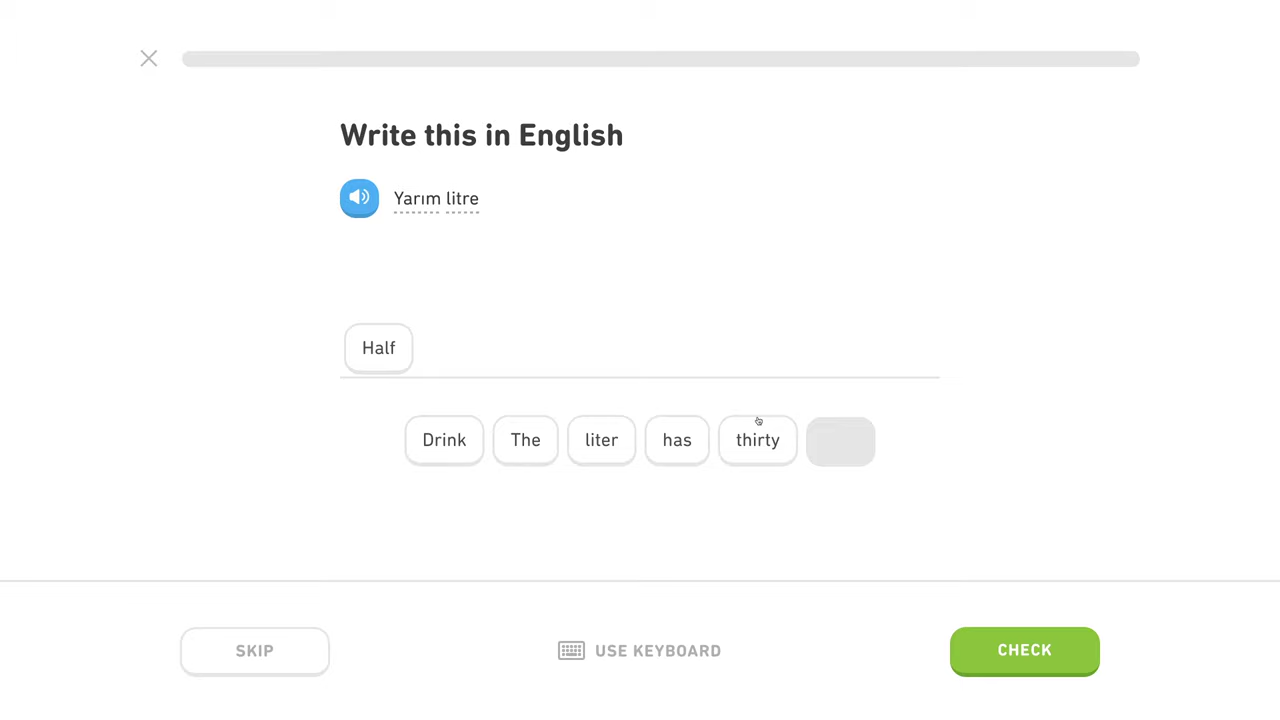 Write this in English
Yarım litre
Half
Drink The liter has thirty
SKIP USE KEYBOARD CHECK